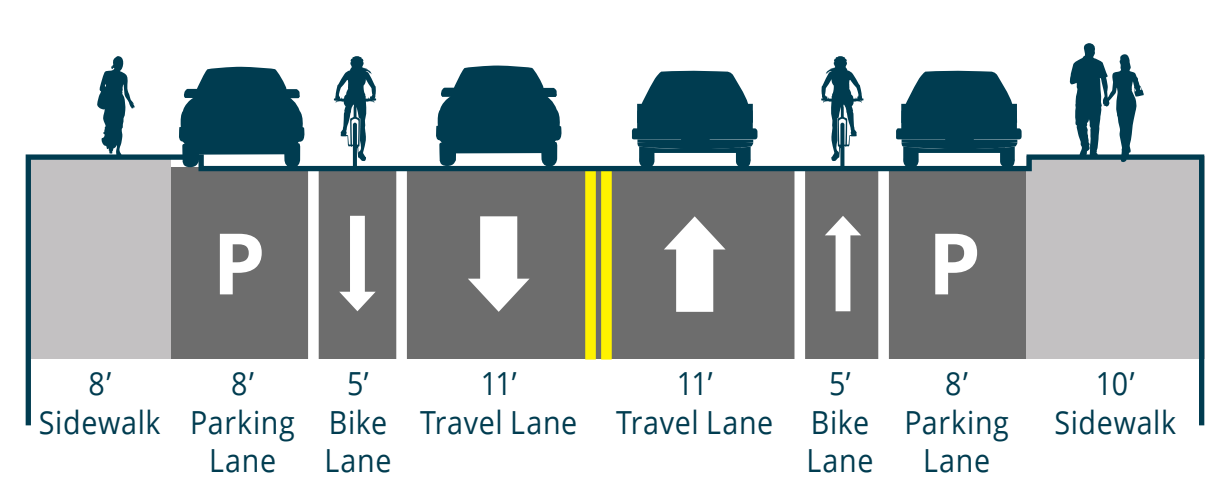 P
P
8’
8’
5’
11’
11’
5’
8’
10’
Sidewalk
Parking
Bike
Travel Lane
Travel Lane
Bike
Parking
Sidewalk
Lane
Lane
Lane
Lane